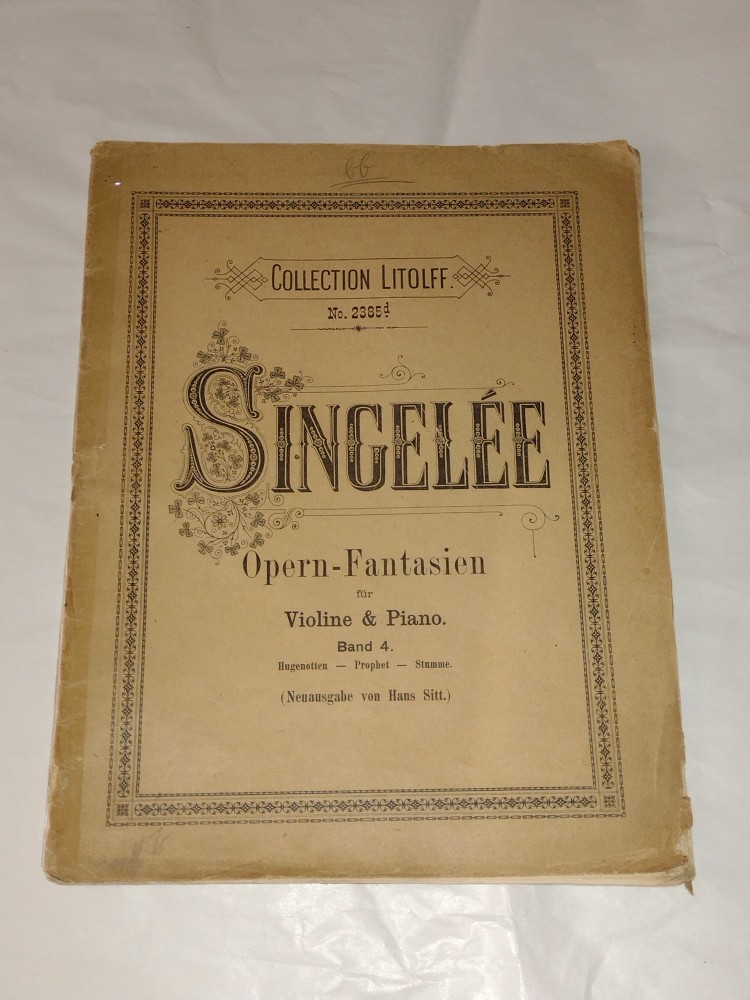 66
COLLECTION LITOLFF.
No. 2385d
SINGELÉE
Opern-Fantasien
für
Violine & Piano.
Band 4.
Hugenotten — Prophet — Stumme.
(Neuausgabe von Hans Sitt.)